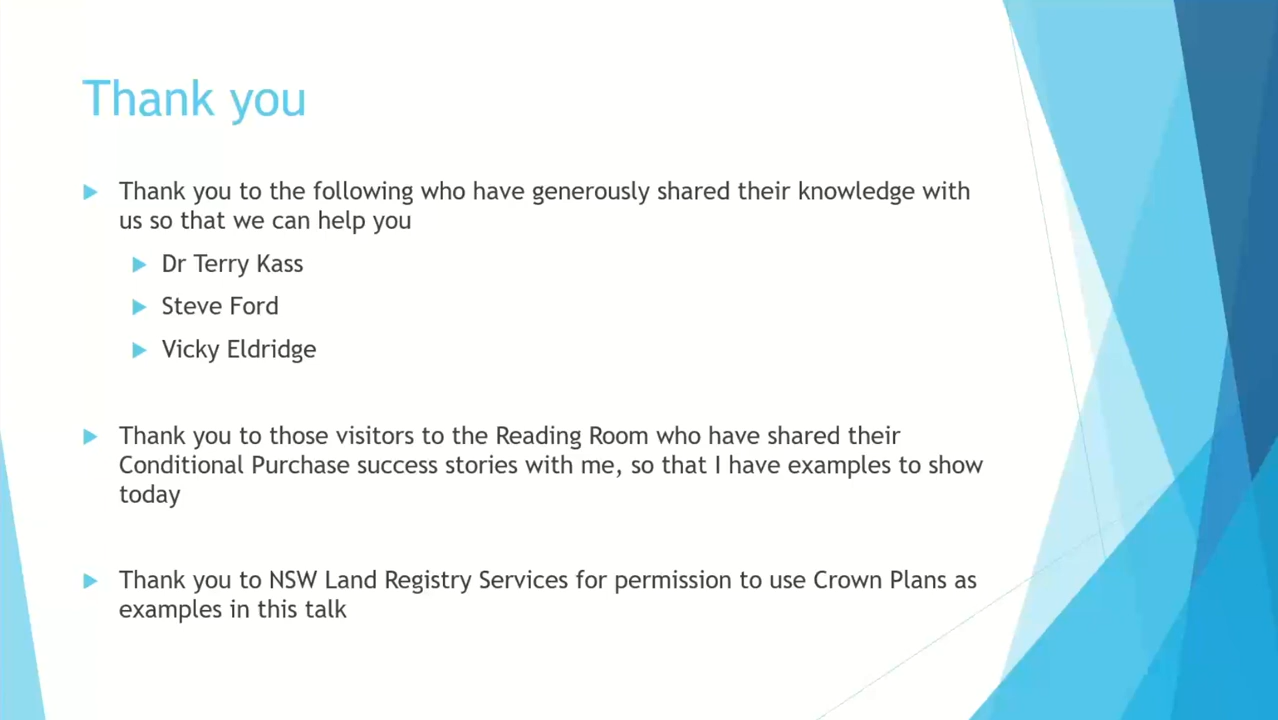 Thank you
Thank you to the following who have generously shared their knowledge with
us so that we can help you
Dr Terry Kass
Steve Ford
Vicky Eldridge
Thank you to those visitors to the Reading Room who have shared their
Conditional Purchase success stories with me, so that I have examples to show
today
Thank you to NSW Land Registry Services for permission to use Crown Plans as
examples in this talk